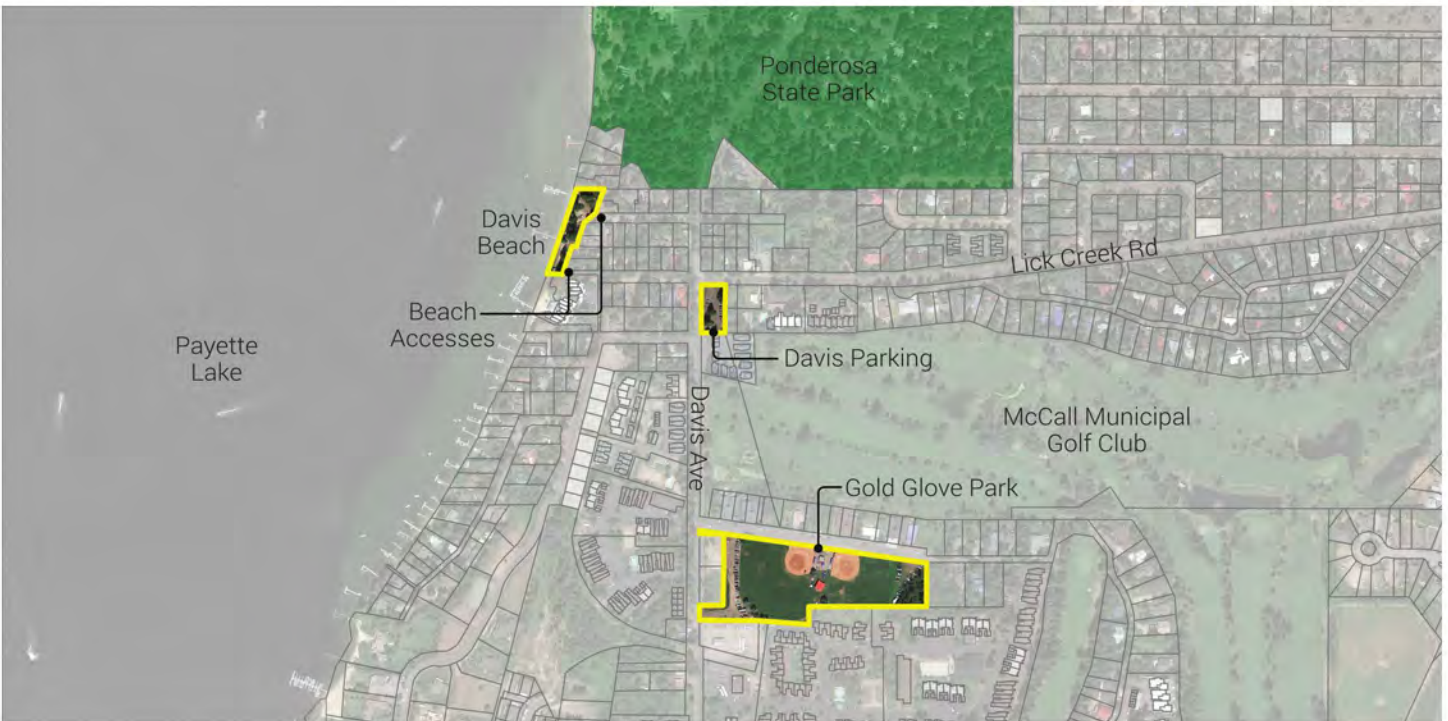 Ponderosa
State Park
Davis
Beach
Lick Creek Rd
Beach
Accesses
Payette
Lake
Davis Parking
Davis Ave
McCall Municipal
Golf Club
Gold Glove Park